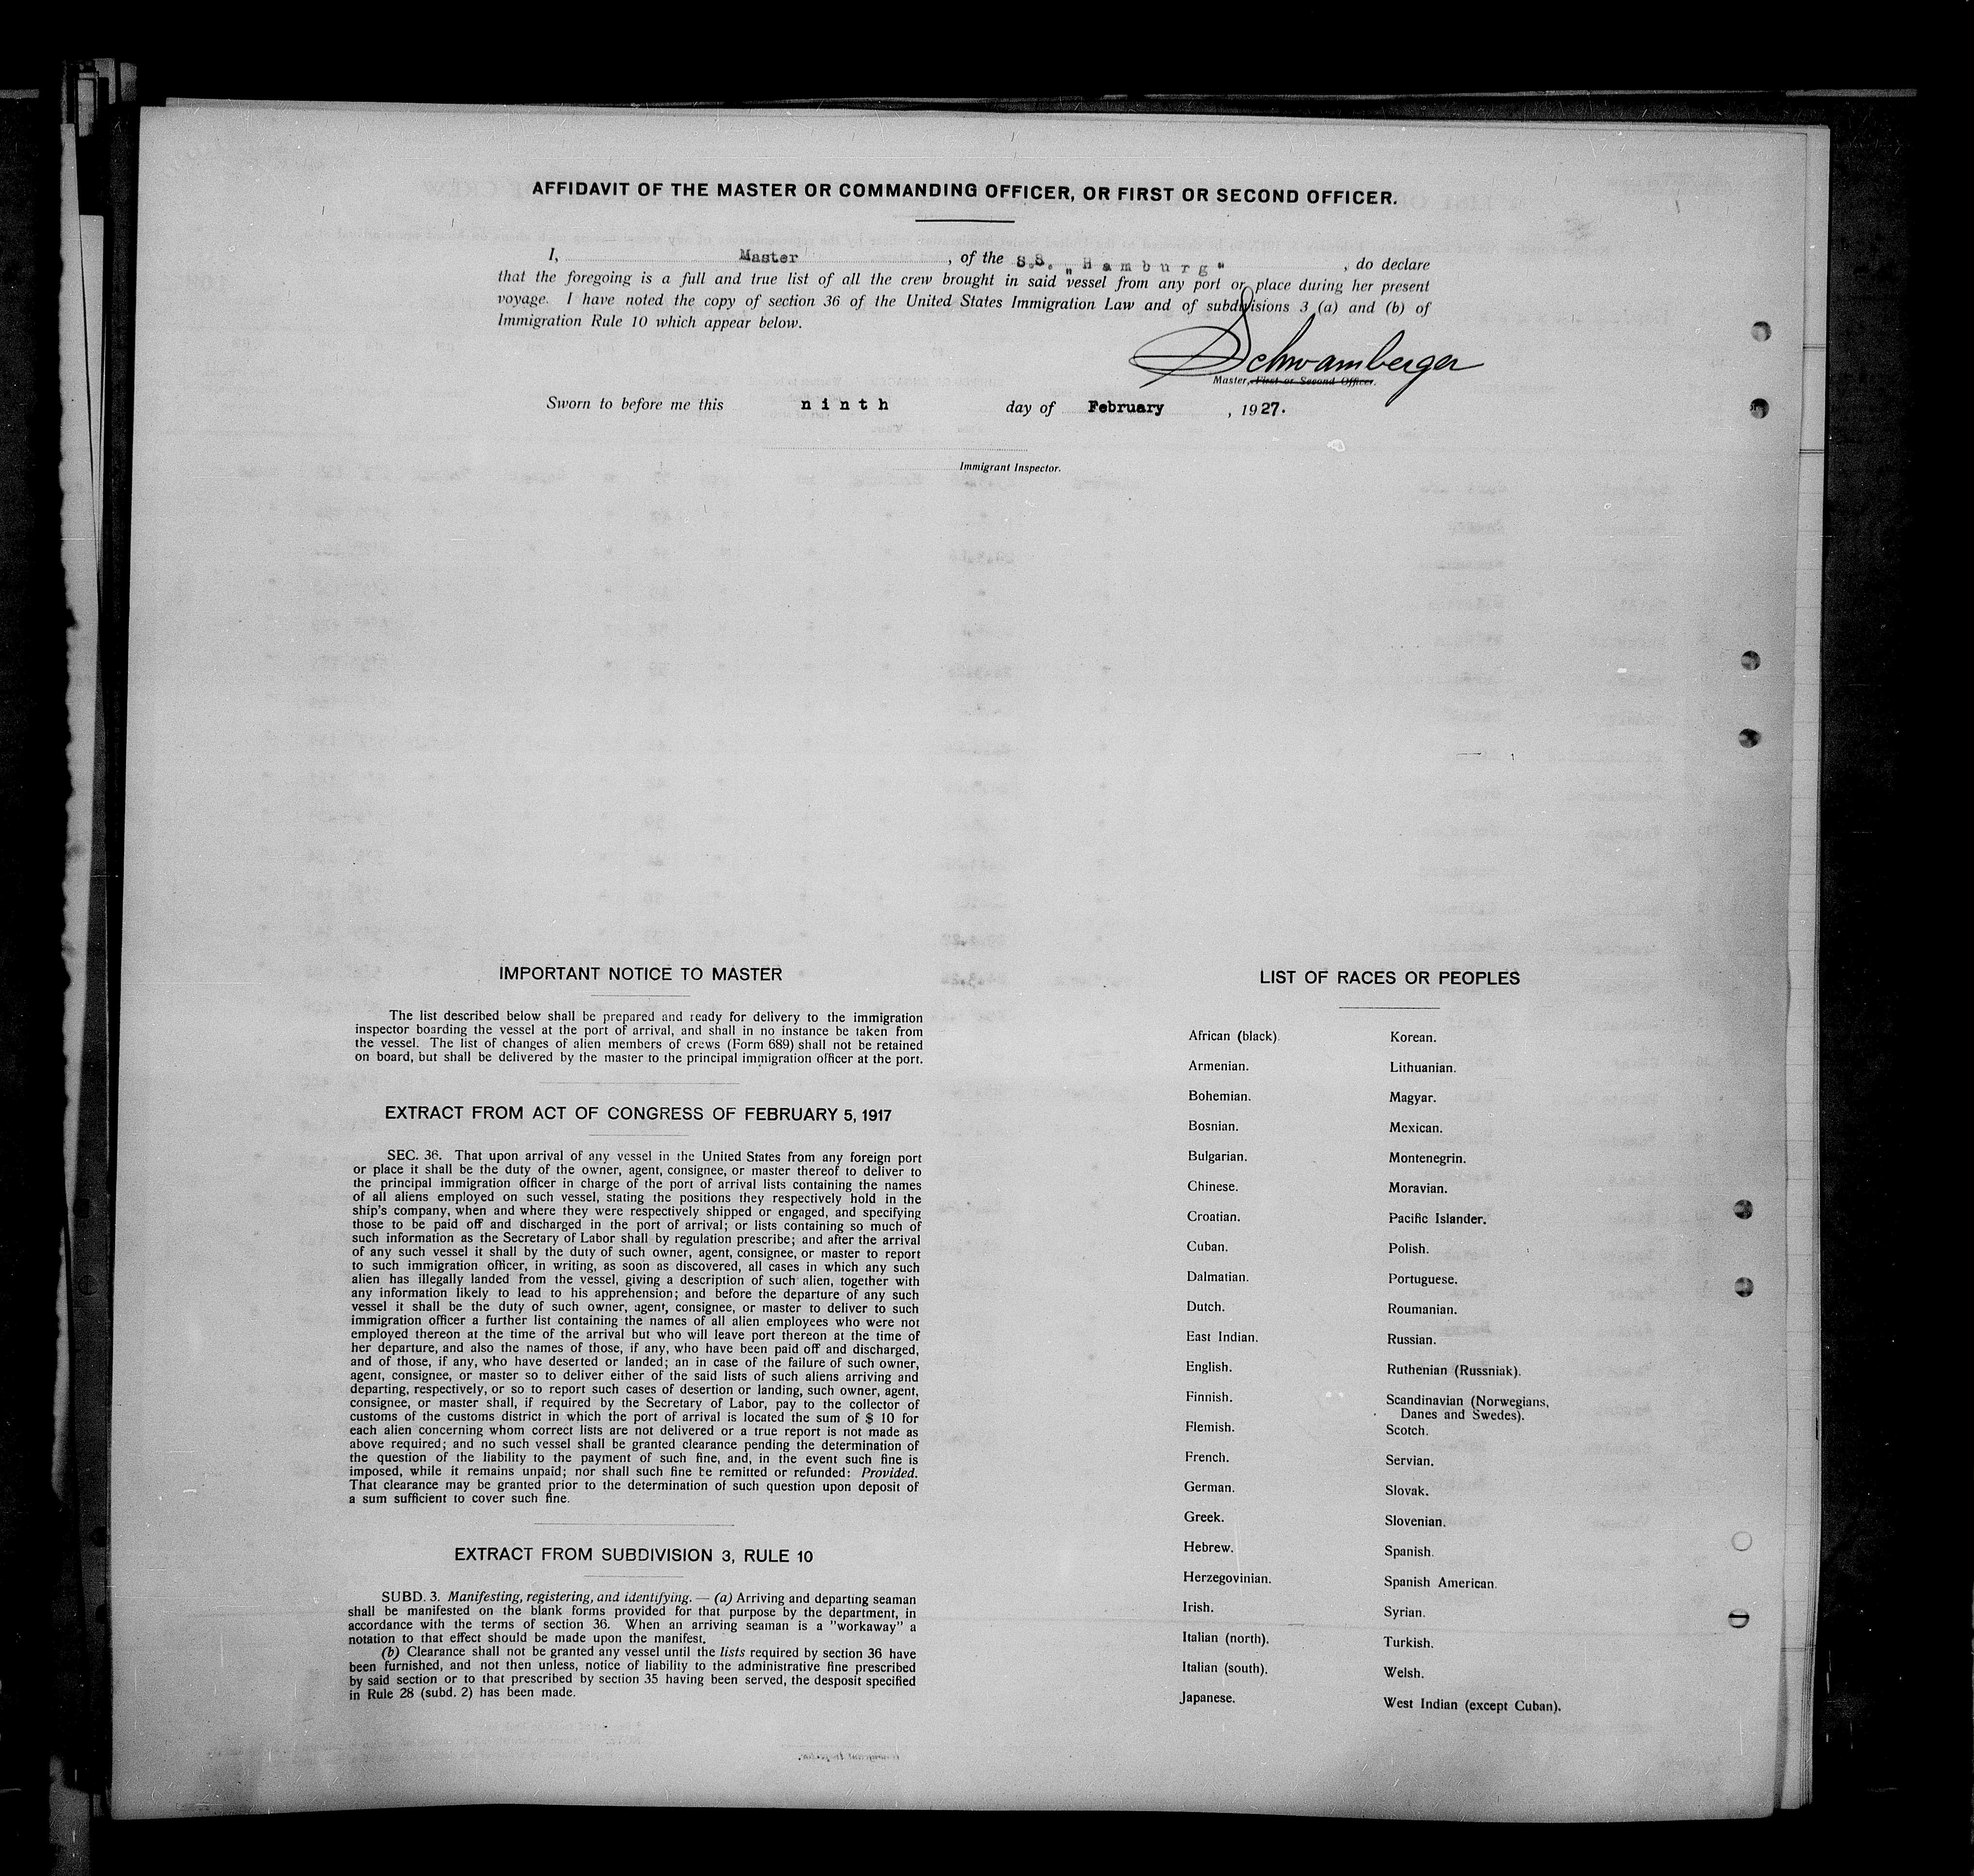 AFFIDAVIT OF THE MASTER OR COMMANDING OFFICER, OR FIRST OR SECOND OFFICER.
I, Master , of the S.S. „Hamburg" , do declare
that the foregoing is a full and true list of all the crew brought in said vessel from any port or place during her present
voyage. I have noted the copy of section 36 of the United States Immigration Law and of subdivisions 3 (a) and (b) of
Immigration Rule 10 which appear below.
Schwamberger
Master, First or Second Officer.
Sworn to before me this ninth day of February , 1927.
Immigrant Inspector.
IMPORTANT NOTICE TO MASTER
The list described below shall be prepared and ready for delivery to the immigration
inspector boarding the vessel at the port of arrival, and shall in no instance be taken from
the vessel. The list of changes of alien members of crews (Form 689) shall not be retained
on board, but shall be delivered by the master to the principal immigration officer at the port.
EXTRACT FROM ACT OF CONGRESS OF FEBRUARY 5, 1917
SEC. 36. That upon arrival of any vessel in the United States from any foreign port
or place it shall be the duty of the owner, agent, consignee, or master thereof to deliver to
the principal immigration officer in charge of the port of arrival lists containing the names
of all aliens employed on such vessel, stating the positions they respectively hold in the
ship's company, when and where they were respectively shipped or engaged, and specifying
those to be paid off and discharged in the port of arrival; or lists containing so much of
such information as the Secretary of Labor shall by regulation prescribe; and after the arrival
of any such vessel it shall by the duty of such owner, agent, consignee, or master to report
to such immigration officer, in writing, as soon as discovered, all cases in which any such
alien has illegally landed from the vessel, giving a description of such alien, together with
any information likely to lead to his apprehension; and before the departure of any such
vessel it shall be the duty of such owner, agent, consignee, or master to deliver to such
immigration officer a further list containing the names of all alien employees who were not
employed thereon at the time of the arrival but who will leave port thereon at the time of
her departure, and also the names of those, if any, who have been paid off and discharged,
and of those, if any, who have deserted or landed; an in case of the failure of such owner,
agent, consignee, or master so to deliver either of the said lists of such aliens arriving and
departing, respectively, or so to report such cases of desertion or landing, such owner, agent,
consignee, or master shall, if required by the Secretary of Labor, pay to the collector of
customs of the customs district in which the port of arrival is located the sum of $ 10 for
each alien concerning whom correct lists are not delivered or a true report is not made as
above required; and no such vessel shall be granted clearance pending the determination of
the question of the liability to the payment of such fine, and, in the event such fine is
imposed, while it remains unpaid; nor shall such fine be remitted or refunded: Provided.
That clearance may be granted prior to the determination of such question upon deposit of
a sum sufficient to cover such fine.
EXTRACT FROM SUBDIVISION 3, RULE 10
SUBD. 3. Manifesting, registering, and identifying. — (a) Arriving and departing seaman
shall be manifested on the blank forms provided for that purpose by the department, in
accordance with the terms of section 36. When an arriving seaman is a "workaway" a
notation to that effect should be made upon the manifest.
(b) Clearance shall not be granted any vessel until the lists required by section 36 have
been furnished, and not then unless, notice of liability to the administrative fine prescribed
by said section or to that prescribed by section 35 having been served, the desposit specified
in Rule 28 (subd. 2) has been made.
LIST OF RACES OR PEOPLES
African (black).
Armenian.
Bohemian.
Bosnian.
Bulgarian.
Chinese.
Croatian.
Cuban.
Dalmatian.
Dutch.
East Indian.
English.
Finnish.
Flemish.
French.
German.
Greek.
Hebrew.
Herzegovinian.
Irish.
Italian (north).
Italian (south).
Japanese.
Korean.
Lithuanian.
Magyar.
Mexican.
Montenegrin.
Moravian.
Pacific Islander.
Polish.
Portuguese.
Roumanian.
Russian.
Ruthenian (Russniak).
Scandinavian (Norwegians,
Danes and Swedes).
Scotch.
Servian.
Slovak.
Slovenian.
Spanish.
Spanish American.
Syrian.
Turkish.
Welsh.
West Indian (except Cuban).